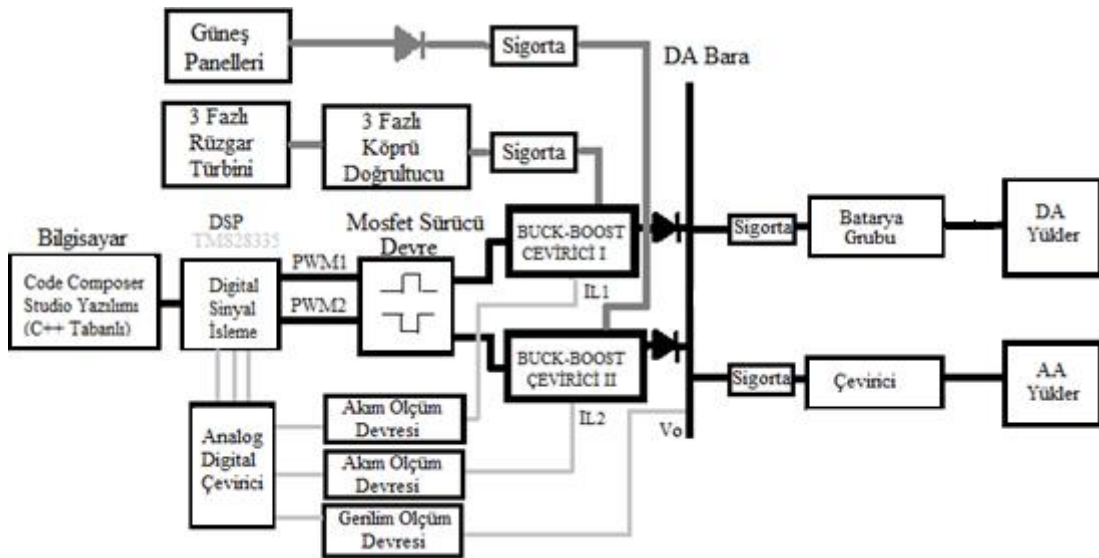 Güneş
Panelleri
Sigorta
DA Bara
3 Fazlı
Rüzgar
Türbini
3 Fazlı
Köprü
Doğrultucu
Sigorta
Bilgisayar
Code Composer
Studio Yazılımı
(C++ Tabanlı)
DSP
TMS28335
Digital
Sinyal
İsleme
PWM1
PWM2
Mosfet Sürücü
Devre
BUCK-BOOST
ÇEVİRİCİ I
IL1
BUCK-BOOST
ÇEVİRİCİ II
IL2
Vo
Sigorta
Batarya
Grubu
DA
Yükler
Sigorta
Çevirici
AA
Yükler
Analog
Digital
Çevirici
Akım Ölçüm
Devresi
Akım Ölçüm
Devresi
Gerilim Ölçüm
Devresi